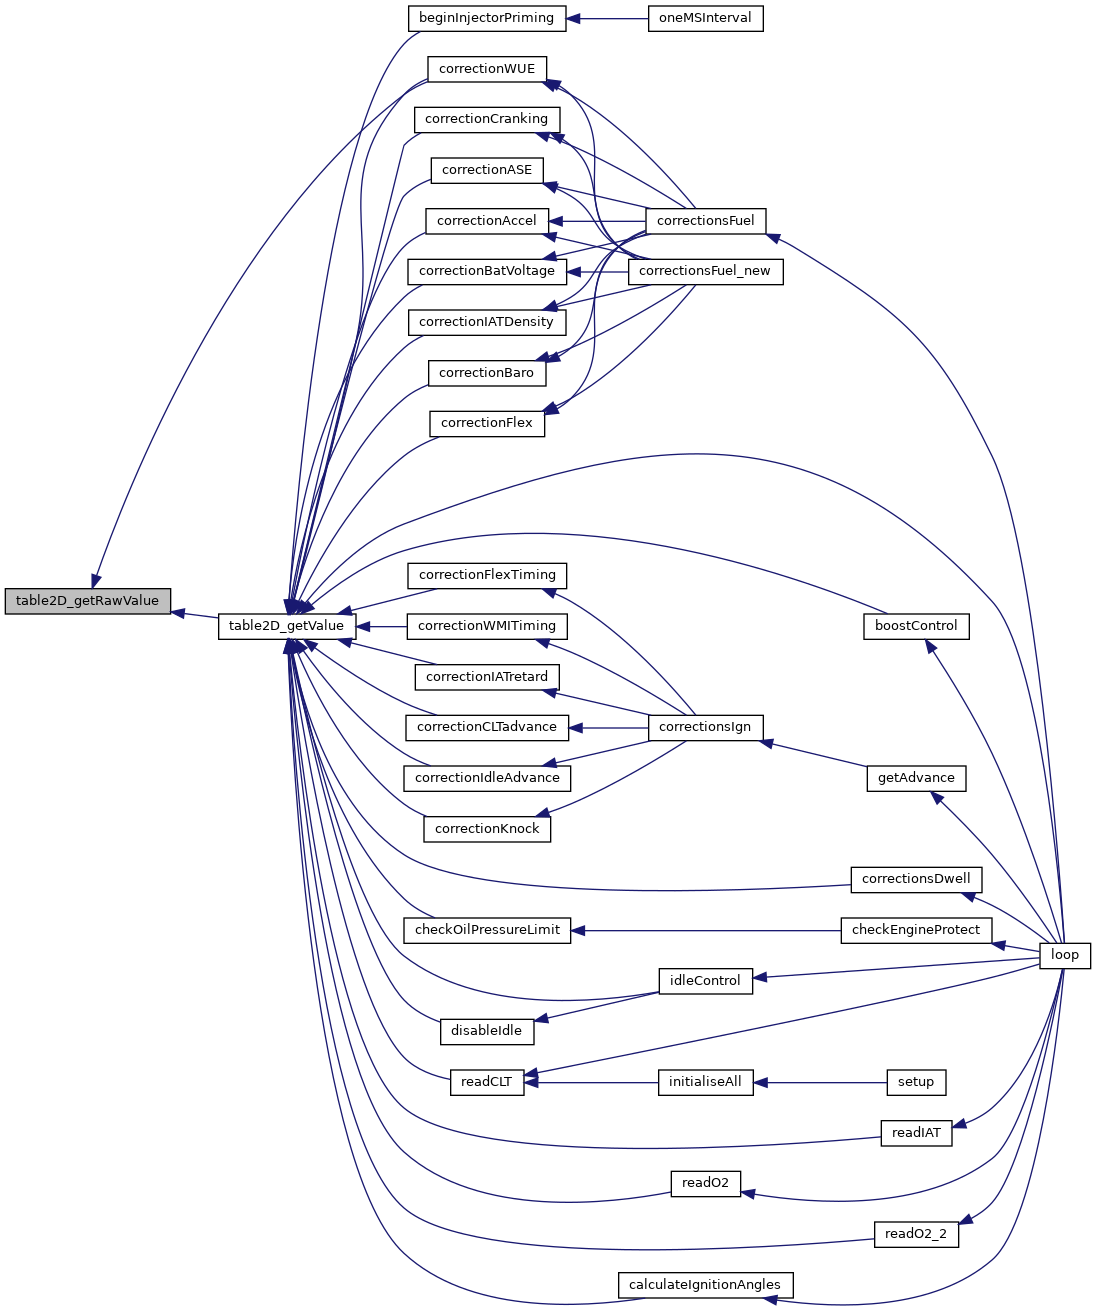 beginInjectorPriming
oneMSInterval
correctionWUE
correctionCranking
correctionASE
correctionAccel
correctionsFuel
correctionBatVoltage
correctionsFuel_new
correctionIATDensity
correctionBaro
correctionFlex
correctionFlexTiming
table2D_getRawValue
table2D_getValue
correctionWMITiming
boostControl
correctionIATretard
correctionCLTadvance
correctionsIgn
correctionIdleAdvance
getAdvance
correctionKnock
correctionsDwell
checkOilPressureLimit
checkEngineProtect
loop
idleControl
disableIdle
readCLT
initialiseAll
setup
readIAT
readO2
readO2_2
calculateIgnitionAngles